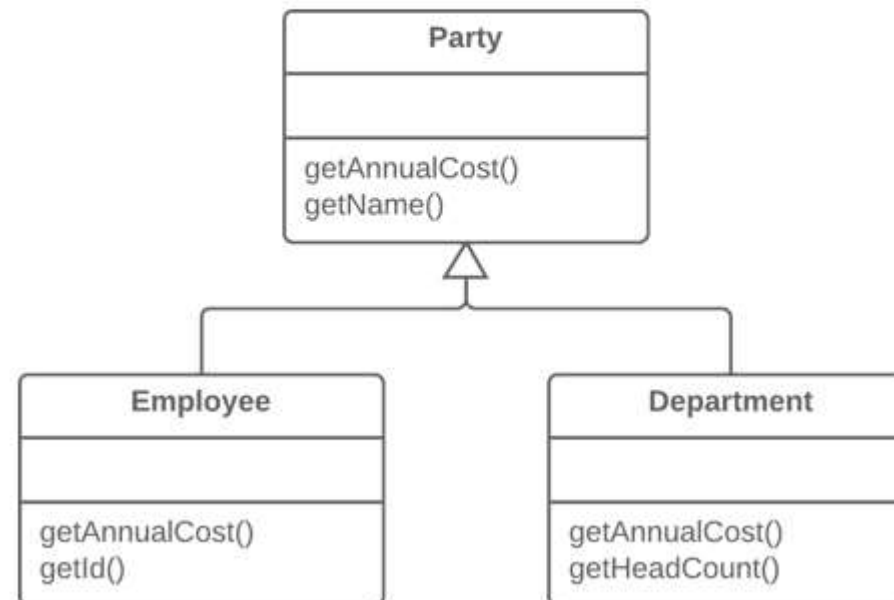 Party
getAnnualCost()
getName()
Employee
getAnnualCost()
getId()
Department
getAnnualCost()
getHeadCount()